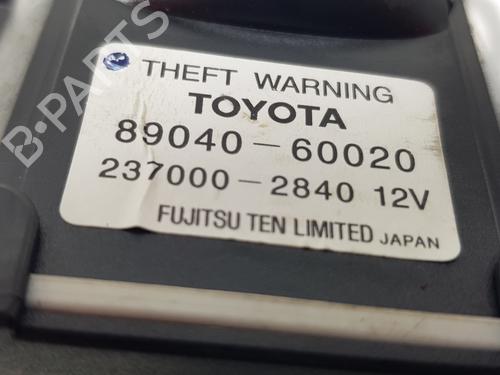 B-PARTS
THEFT WARNING
TOYOTA
89040-60020
237000-2840 12V
FUJITSU TEN LIMITED JAPAN